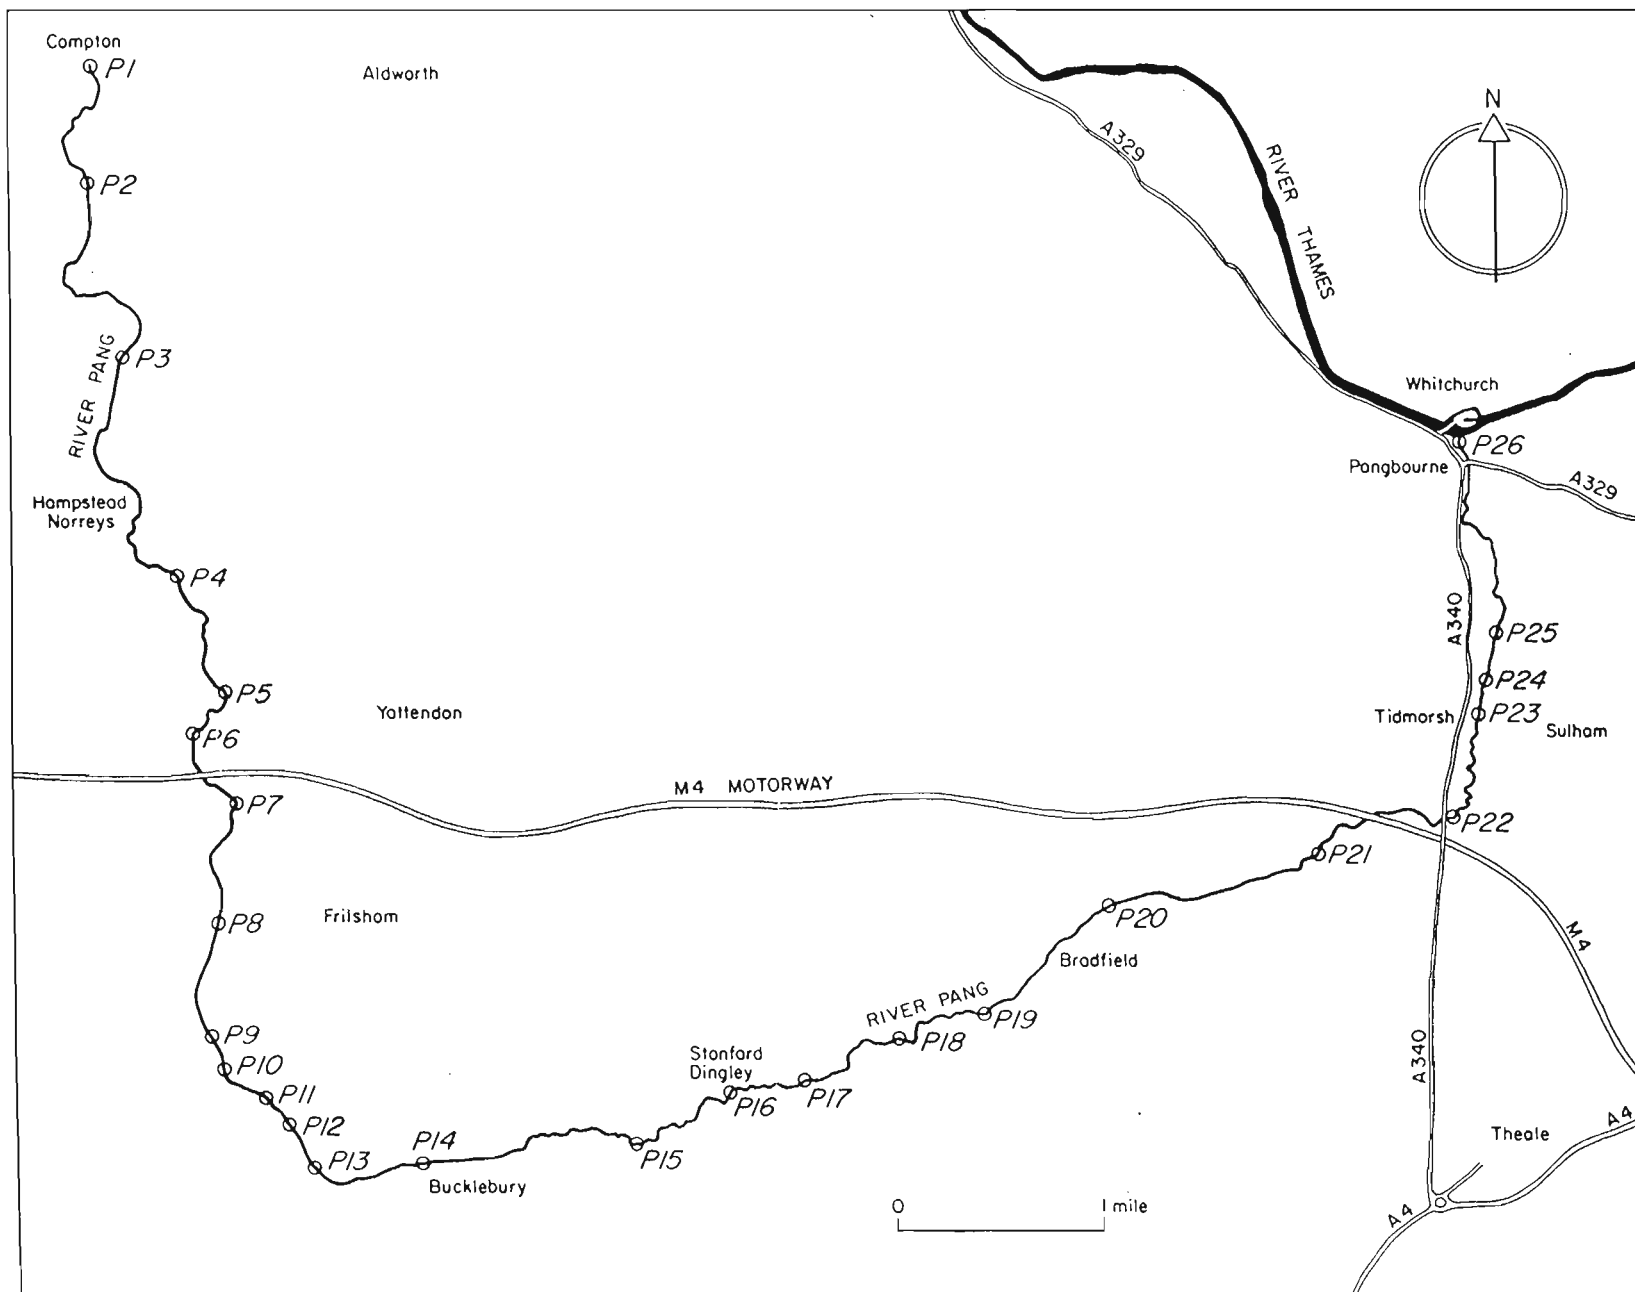 Compton
P1
Aldworth
N
A329
P2
RIVER THAMES
RIVER PANG
P3
Whitchurch
P26
Pangbourne
A329
Hampstead
Norreys
P4
A340
P25
P5
P24
Yattendon
Tidmarsh
P23
Sulham
P6
M4 MOTORWAY
P7
P22
P21
P8
Frilsham
P20
M4
Bradfield
RIVER PANG
P19
P9
P18
P10
Stanford
Dingley
A340
P11
P16
P17
P12
A4
Theale
P13
P14
P15
Bucklebury
0
1 mile
A4